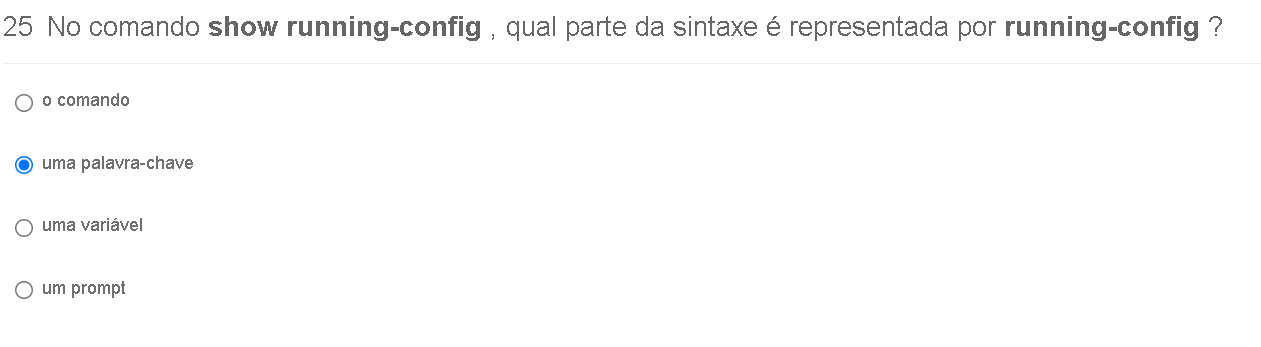 25 No comando show running-config , qual parte da sintaxe é representada por running-config ?
o comando
uma palavra-chave
uma variável
um prompt